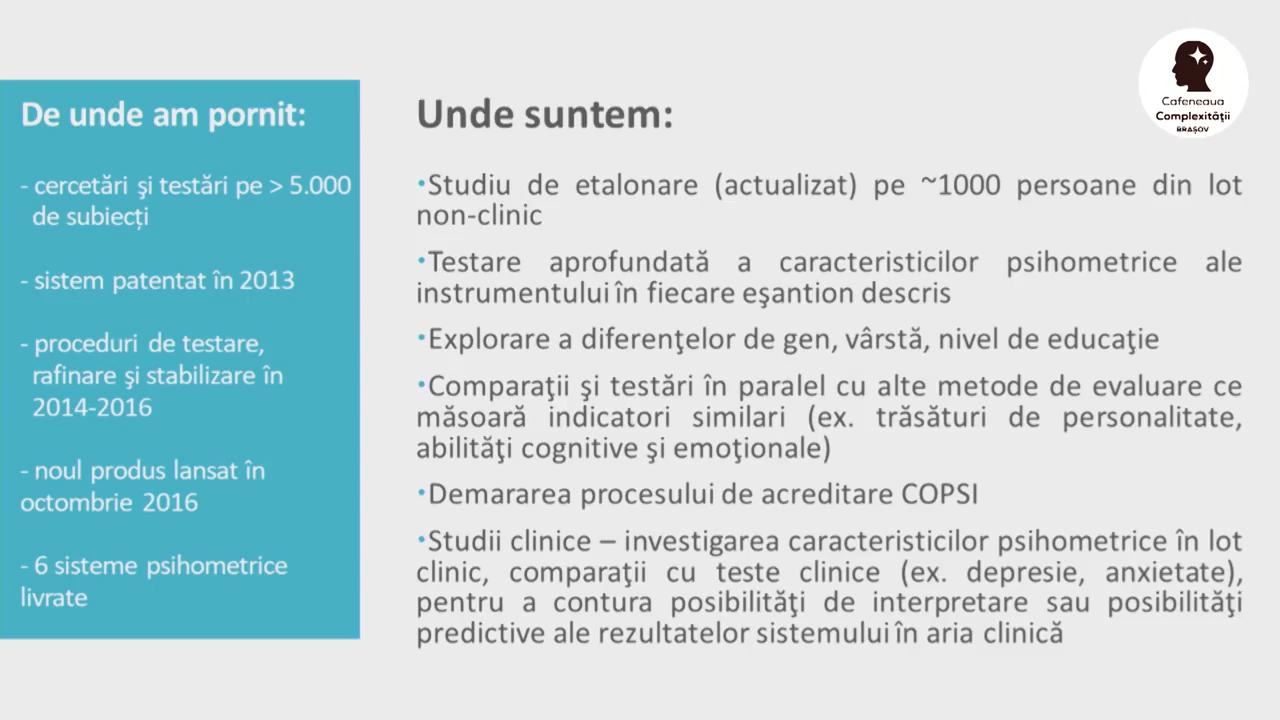 De unde am pornit:
- cercetări şi testări pe > 5.000
de subiecți
- sistem patentat în 2013
- proceduri de testare,
rafinare şi stabilizare în
2014-2016
- noul produs lansat în
octombrie 2016
- 6 sisteme psihometrice
livrate
Unde suntem:
•Studiu de etalonare (actualizat) pe ~1000 persoane din lot
non-clinic
•Testare aprofundată a caracteristicilor psihometrice ale
instrumentului în fiecare eşantion descris
•Explorare a diferenţelor de gen, vârstă, nivel de educaţie
•Comparaţii şi testări în paralel cu alte metode de evaluare ce
măsoară indicatori similari (ex. trăsături de personalitate,
abilităţi cognitive şi emoţionale)
•Demararea procesului de acreditare COPSI
•Studii clinice – investigarea caracteristicilor psihometrice în lot
clinic, comparaţii cu teste clinice (ex. depresie, anxietate),
pentru a contura posibilităţi de interpretare sau posibilităţi
predictive ale rezultatelor sistemului în aria clinică
Cafeneaua
Complexităţii
BRAȘOV